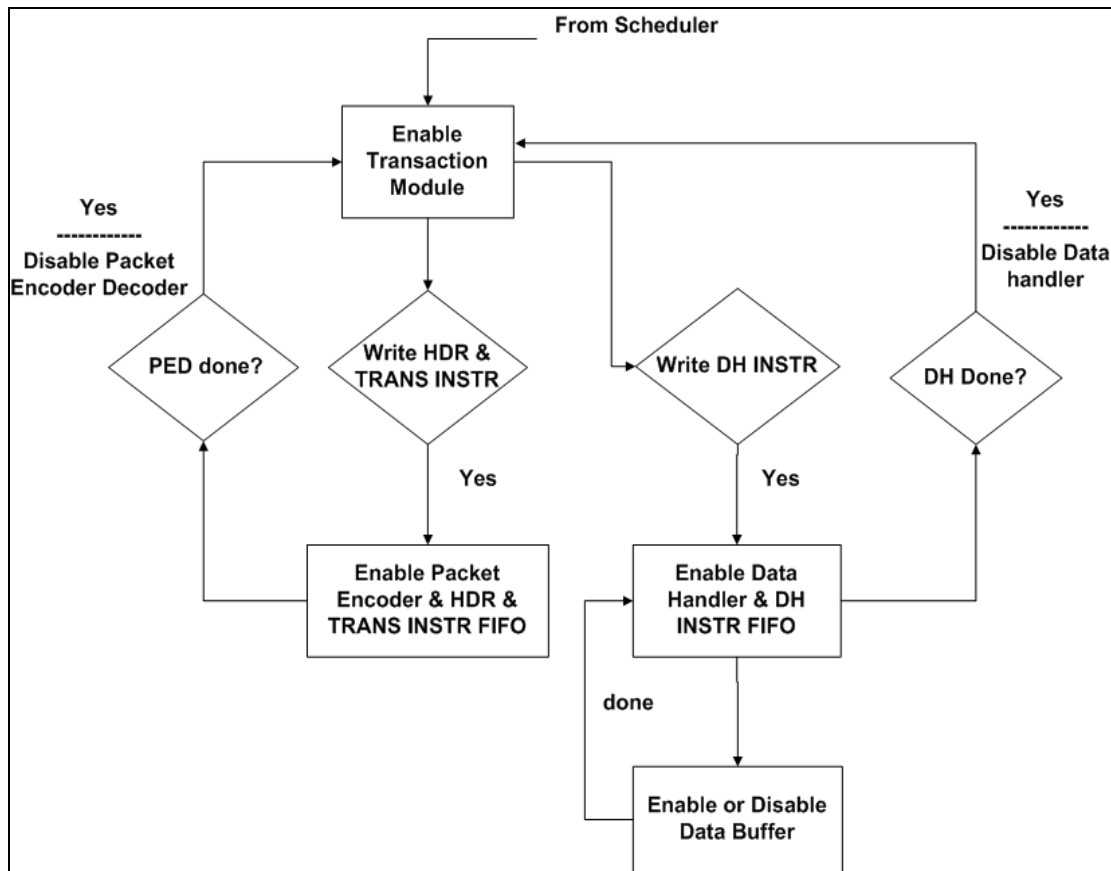 From Scheduler
Enable
Transaction
Module
Yes
------------
Disable Packet
Encoder Decoder
Yes
------------
Disable Data
handler
PED done?
Write HDR &
TRANS INSTR
Write DH INSTR
DH Done?
Yes
Yes
Enable Packet
Encoder & HDR &
TRANS INSTR FIFO
Enable Data
Handler & DH
INSTR FIFO
done
Enable or Disable
Data Buffer